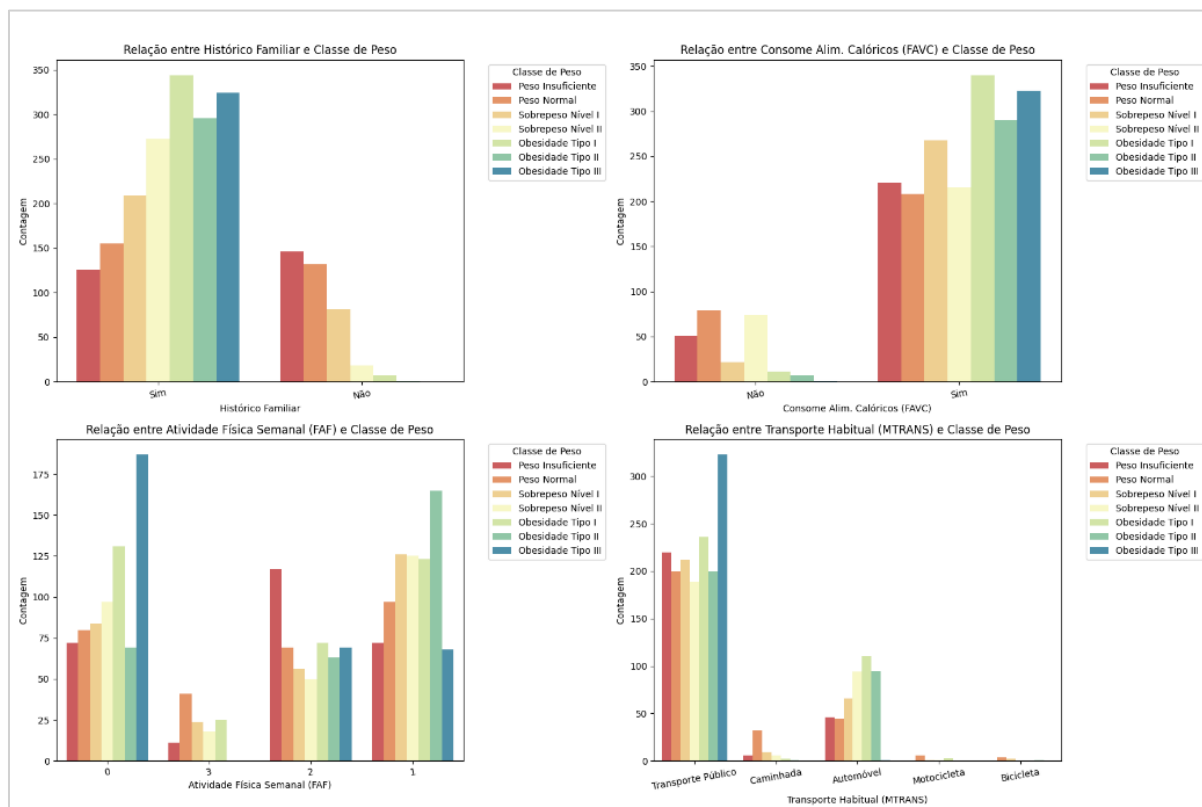 Relação entre Histórico Familiar e Classe de Peso
350
300
250
200
150
100
50
0
Contagem
Sim
Não
Histórico Familiar
Classe de Peso
Peso Insuficiente
Peso Normal
Sobrepeso Nível I
Sobrepeso Nível II
Obesidade Tipo I
Obesidade Tipo II
Obesidade Tipo III
Relação entre Consome Alim. Calóricos (FAVC) e Classe de Peso
350
300
250
200
150
100
50
0
Contagem
Não
Sim
Consome Alim. Calóricos (FAVC)
Classe de Peso
Peso Insuficiente
Peso Normal
Sobrepeso Nível I
Sobrepeso Nível II
Obesidade Tipo I
Obesidade Tipo II
Obesidade Tipo III
Relação entre Atividade Física Semanal (FAF) e Classe de Peso
175
150
125
100
75
50
25
0
Contagem
0
3
2
1
Atividade Física Semanal (FAF)
Classe de Peso
Peso Insuficiente
Peso Normal
Sobrepeso Nível I
Sobrepeso Nível II
Obesidade Tipo I
Obesidade Tipo II
Obesidade Tipo III
Relação entre Transporte Habitual (MTRANS) e Classe de Peso
300
250
200
150
100
50
0
Contagem
Transporte Público
Caminhada
Automóvel
Motocicleta
Bicicleta
Transporte Habitual (MTRANS)
Classe de Peso
Peso Insuficiente
Peso Normal
Sobrepeso Nível I
Sobrepeso Nível II
Obesidade Tipo I
Obesidade Tipo II
Obesidade Tipo III